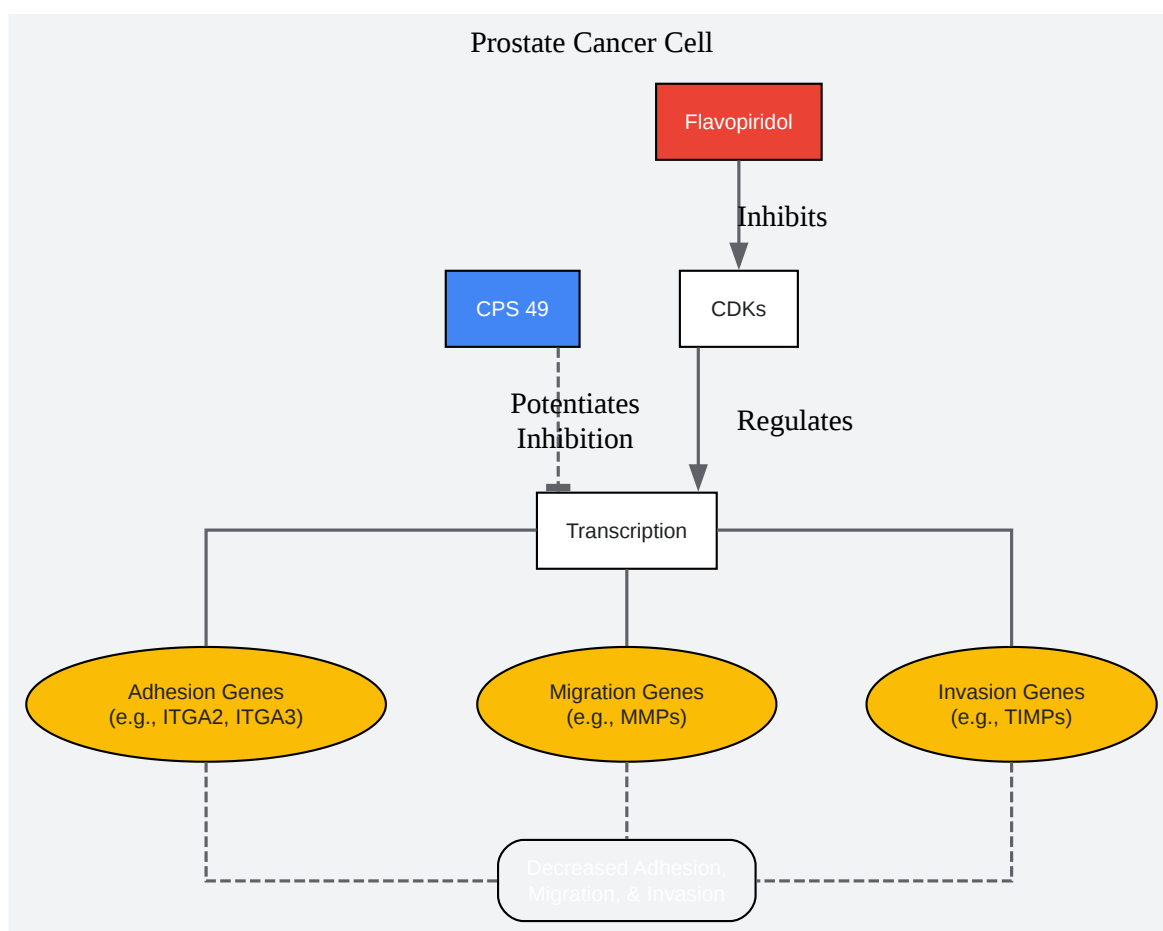 Prostate Cancer Cell
Flavopiridol
Inhibits
CPS 49
CDKs
Potentiates
Inhibition
Regulates
Transcription
Adhesion Genes
(e.g., ITGA2, ITGA3)
Migration Genes
(e.g., MMPs)
Invasion Genes
(e.g., TIMPs)
Decreased Adhesion,
Migration, & Invasion